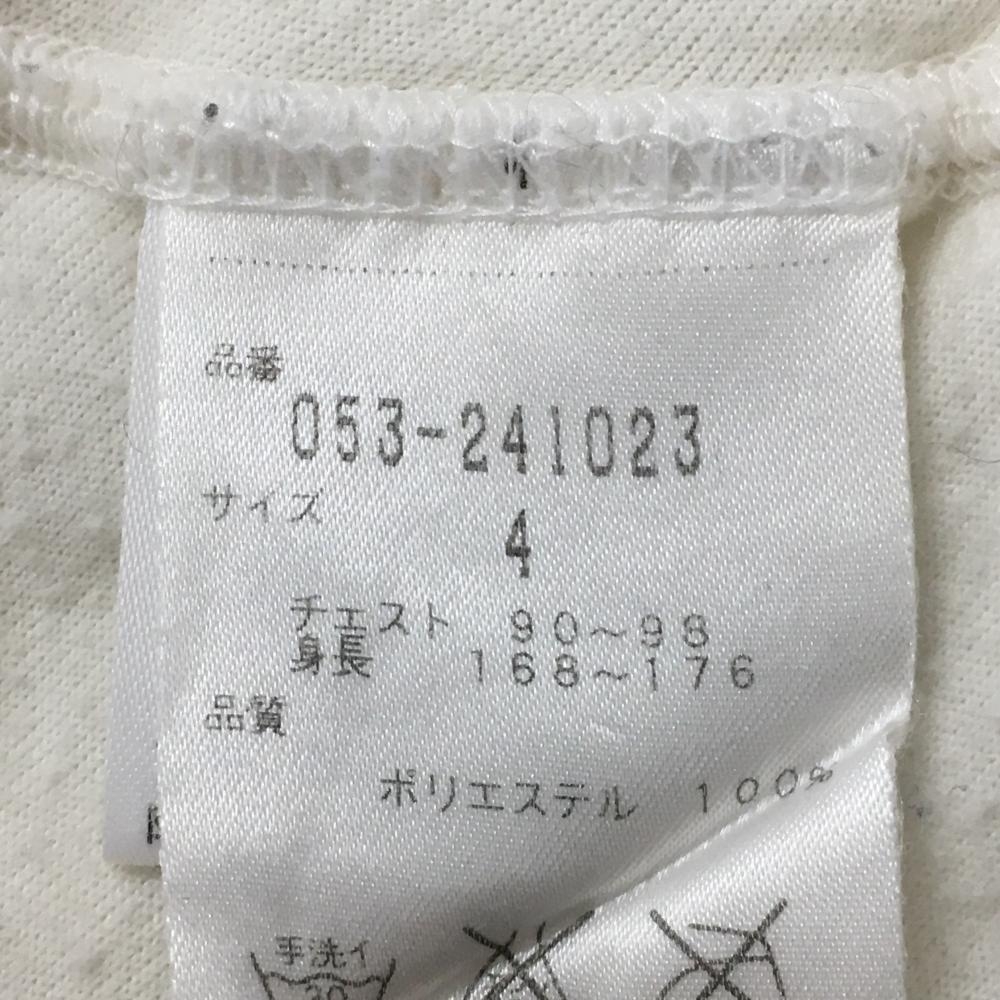 品番
053-241023
サイズ
4
チェスト 90~98
身長 168~176
品質
ポリエステル 100%
手洗イ
30